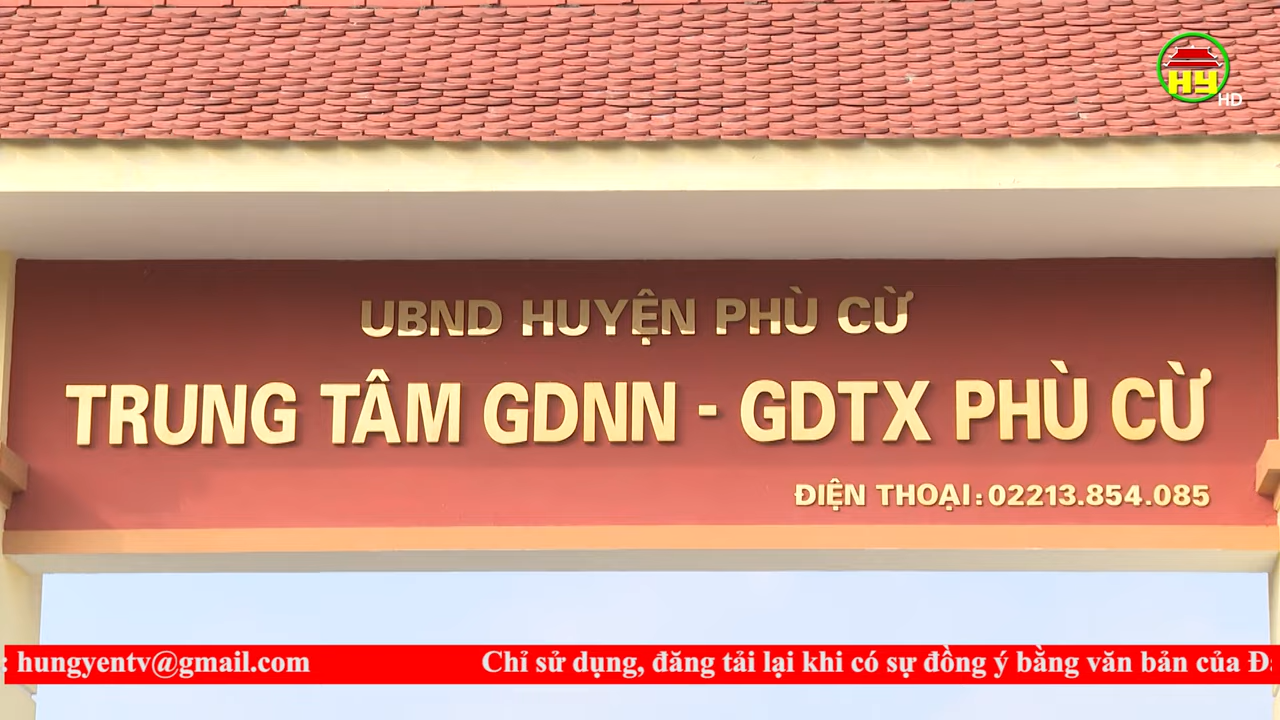 HY
HD
UBND HUYỆN PHÙ CỪ
TRUNG TÂM GDNN - GDTX PHÙ CỪ
ĐIỆN THOẠI: 02213.854.085
: hungyentv@gmail.com Chỉ sử dụng, đăng tải lại khi có sự đồng ý bằng văn bản của